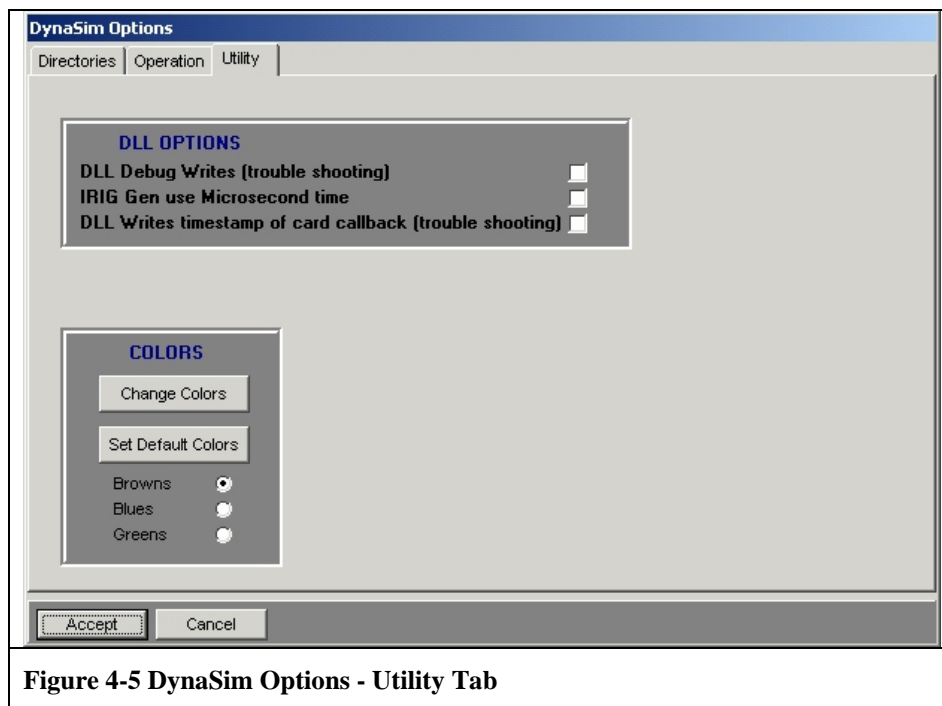 DynaSim Options
Directories Operation Utility
DLL OPTIONS
DLL Debug Writes (trouble shooting)
IRIG Gen use Microsecond time
DLL Writes timestamp of card callback (trouble shooting)
COLORS
Change Colors
Set Default Colors
Browns
Blues
Greens
Accept Cancel
Figure 4-5 DynaSim Options - Utility Tab